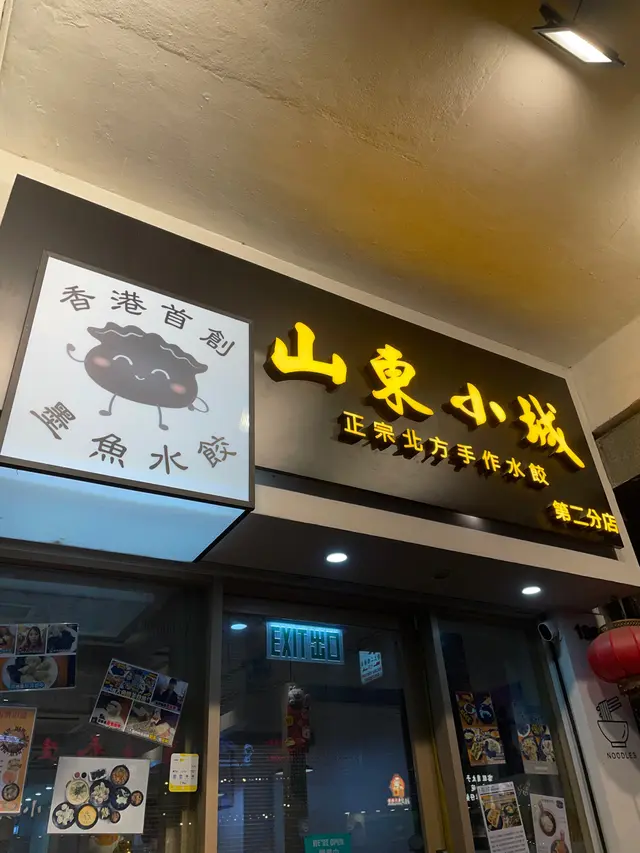 香港首創
墨魚水餃
山東小城
正宗北方手作水餃
第二分店
EXIT 出口
NOODLES